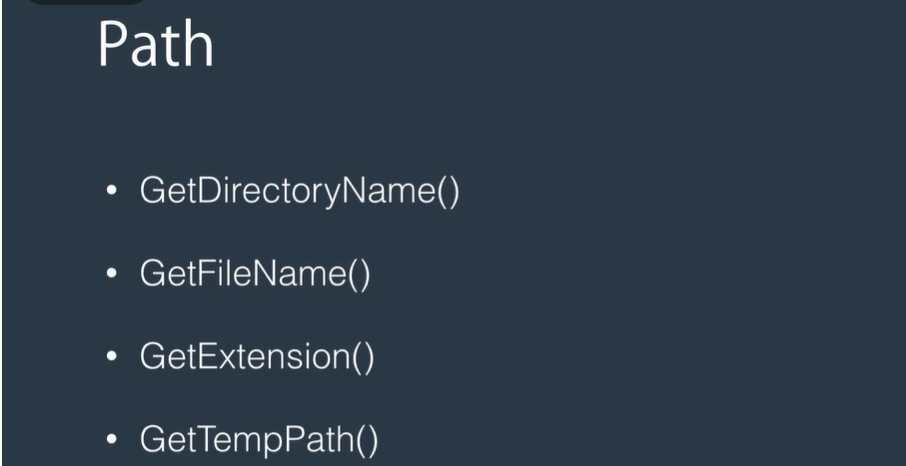 Path
• GetDirectoryName()
• GetFileName()
• GetExtension()
• GetTempPath()